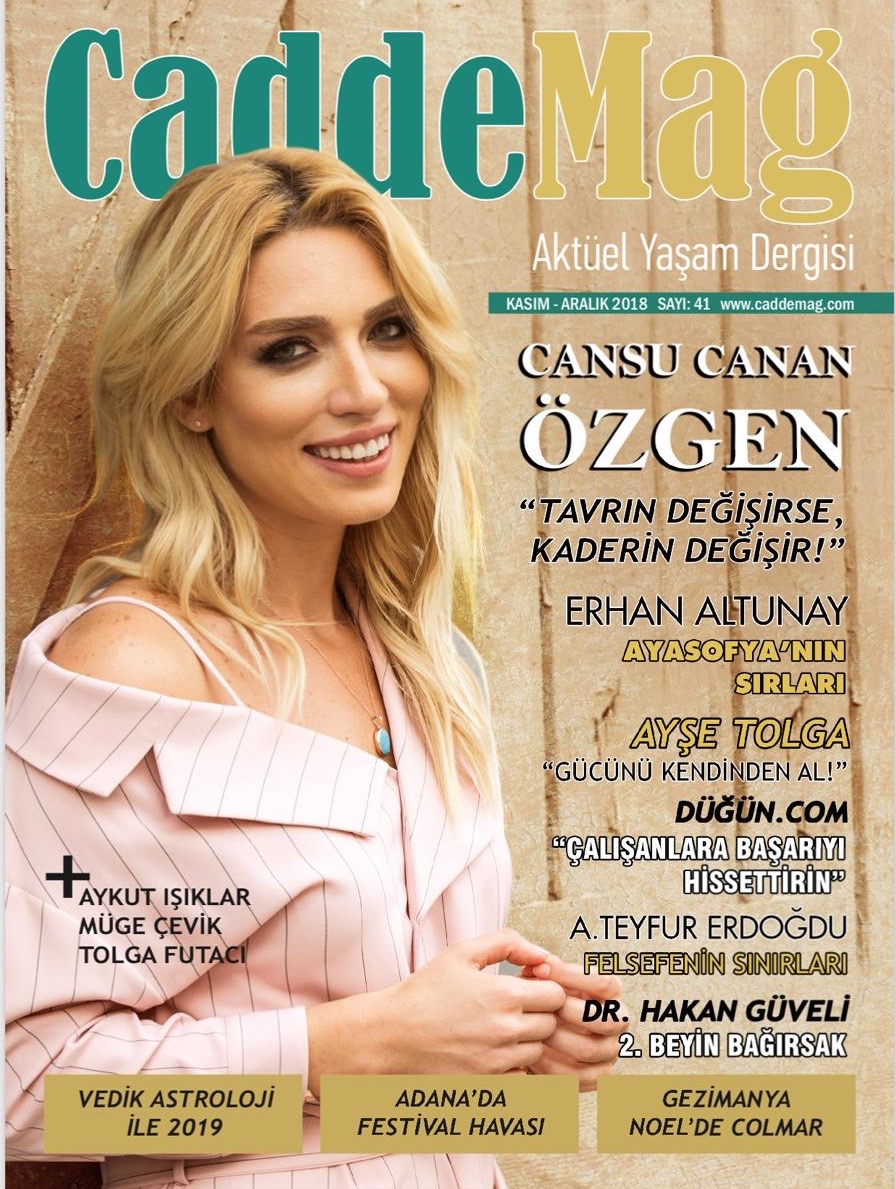 CaddeMag
Aktüel Yaşam Dergisi
KASIM - ARALIK 2018 SAYI: 41 www.caddemag.com
CANSU CANAN
ÖZGEN
“TAVRIN DEĞİŞİRSE,
KADERİN DEĞİŞİR!”
ERHAN ALTUNAY
AYASOFYA’NIN
SIRLARI
AYŞE TOLGA
“GÜCÜNÜ KENDİNDEN AL!”
DÜĞÜN.COM
“ÇALIŞANLARA BAŞARIYI
HİSSETTİRİN”
A.TEYFUR ERDOĞDU
FELSEFENİN SINIRLARI
DR. HAKAN GÜVELİ
2. BEYİN BAĞIRSAK
+
AYKUT IŞIKLAR
MÜGE ÇEVİK
TOLGA FUTACI
VEDİK ASTROLOJİ
İLE 2019
ADANA’DA
FESTİVAL HAVASI
GEZİMANYA
NOEL’DE COLMAR